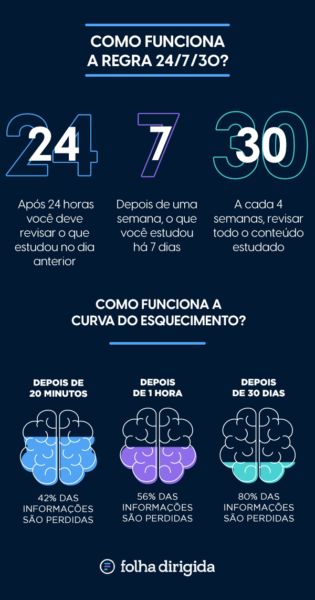 COMO FUNCIONA
A REGRA 24/7/30?
24
7
30
Após 24 horas
você deve
revisar o que
estudou no dia
anterior
Depois de uma
semana, o que
você estudou
há 7 dias
A cada 4
semanas, revisar
todo o conteúdo
estudado
COMO FUNCIONA A
CURVA DO ESQUECIMENTO?
DEPOIS DE
20 MINUTOS
DEPOIS
DE 1 HORA
DEPOIS
DE 30 DIAS
42% DAS
INFORMAÇÕES
SÃO PERDIDAS
56% DAS
INFORMAÇÕES
SÃO PERDIDAS
80% DAS
INFORMAÇÕES
SÃO PERDIDAS
folha dirigida